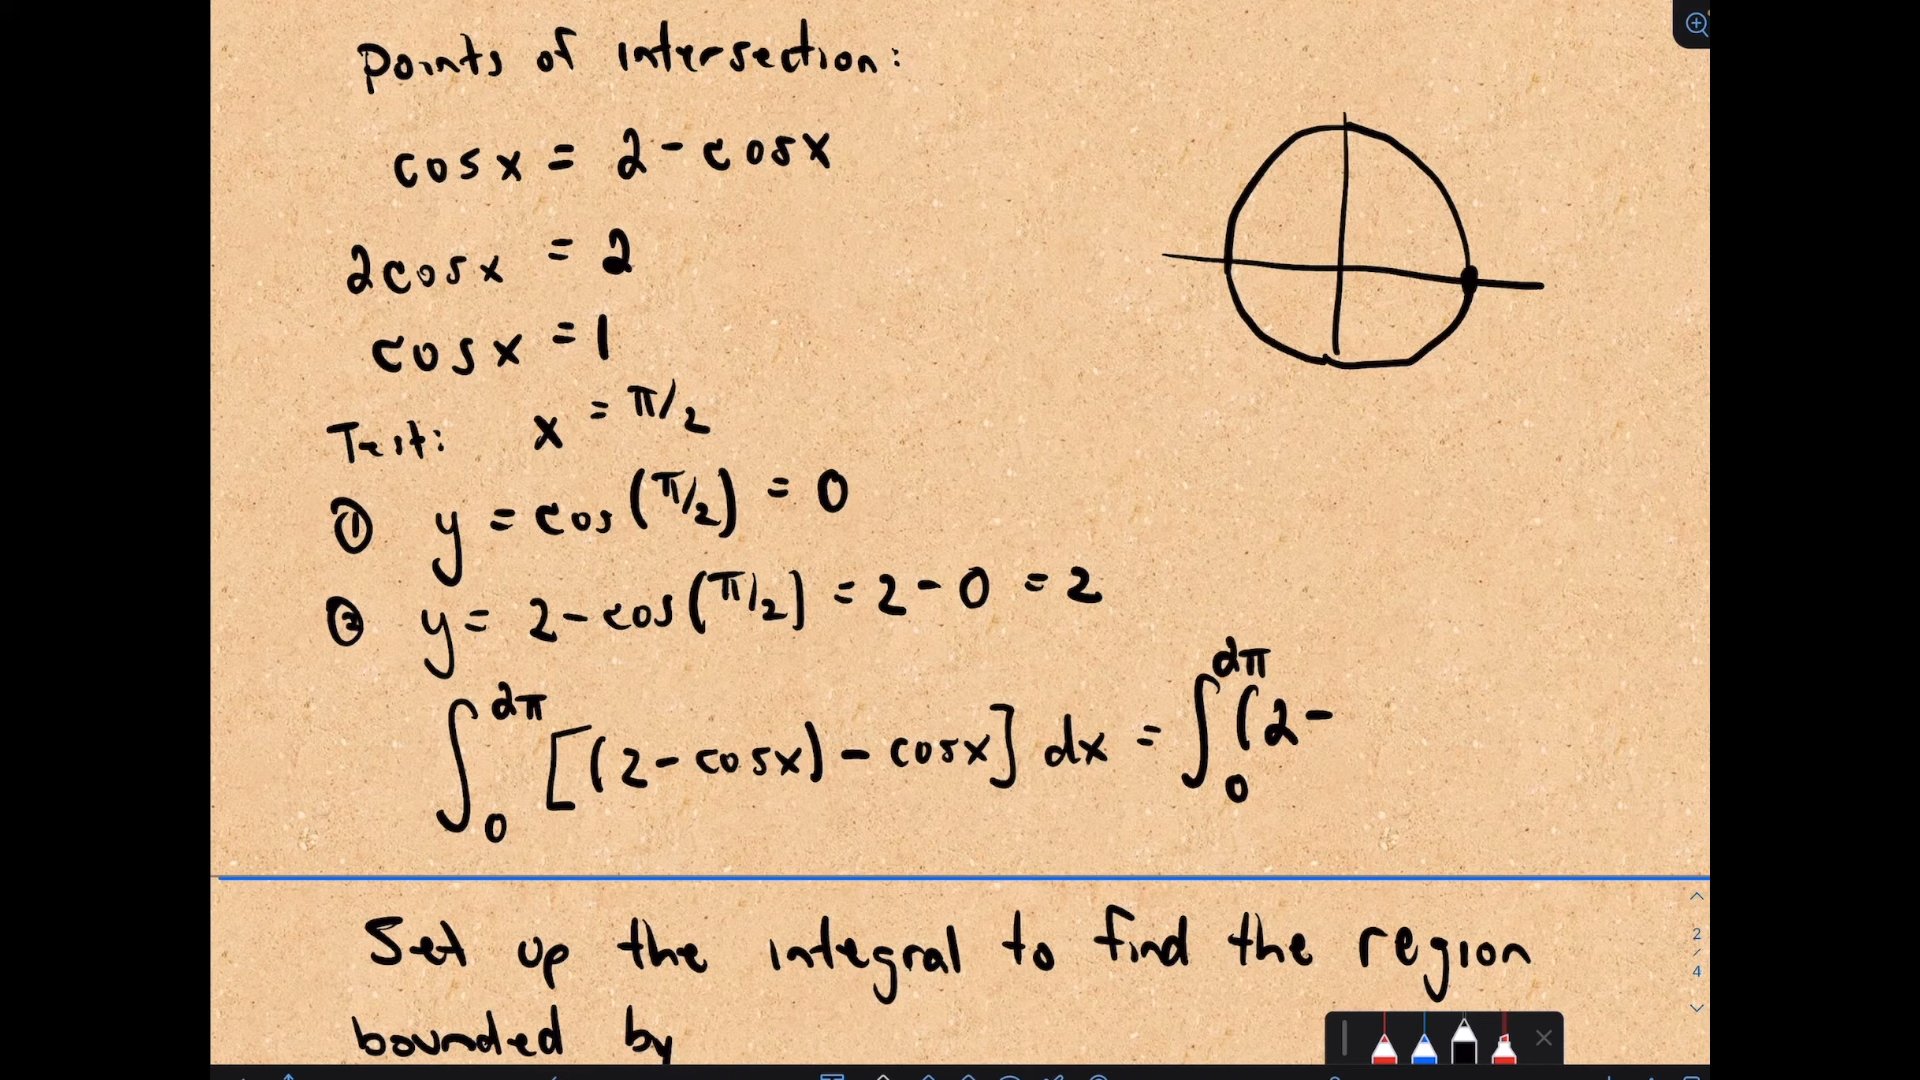 points of intersection:
cos x = 2 - cos x
2cos x = 2
cos x = 1
Test: x = π/2
① y = cos(π/2) = 0
② y = 2 - cos(π/2) = 2 - 0 = 2
∫₀^2π [(2 - cos x) - cos x] dx = ∫₀^2π (2 -
Set up the integral to find the region
bounded by
2
/
4